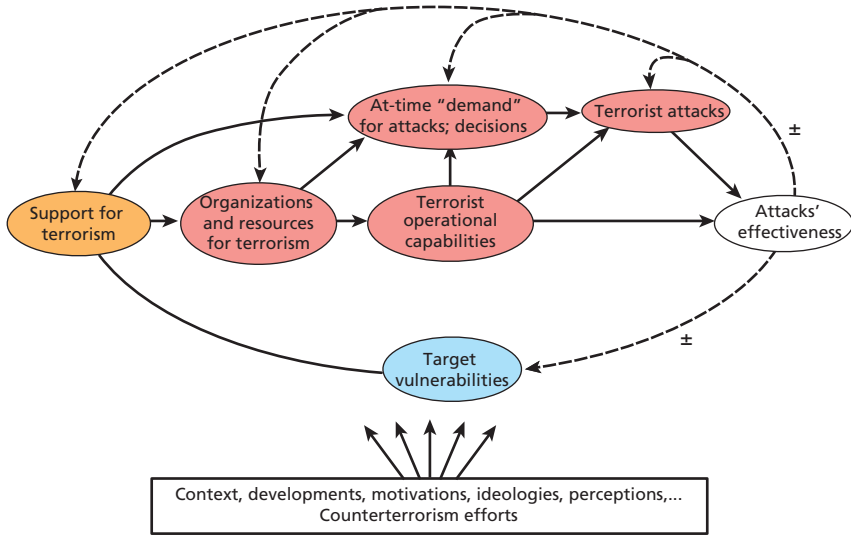 At-time “demand”
for attacks; decisions
Terrorist attacks
±
Support for
terrorism
Organizations
and resources
for terrorism
Terrorist
operational
capabilities
Attacks’
effectiveness
±
Target
vulnerabilities
Context, developments, motivations, ideologies, perceptions,...
Counterterrorism efforts